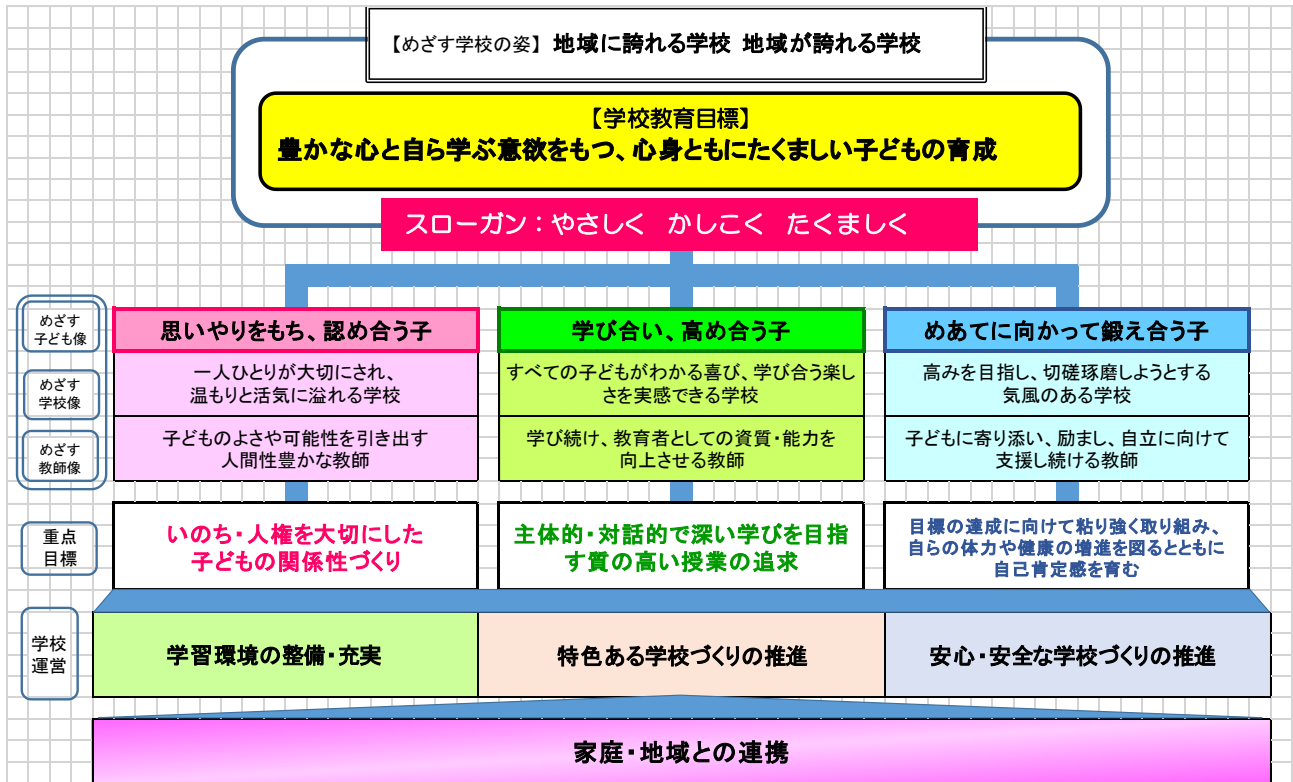 【めざす学校の姿】 地域に誇れる学校 地域が誇れる学校
【学校教育目標】
豊かな心と自ら学ぶ意欲をもつ、心身ともにたくましい子どもの育成
スローガン：やさしく かしこく たくましく
めざす
子ども像
思いやりをもち、認め合う子
学び合い、高め合う子
めあてに向かって鍛え合う子
めざす
学校像
一人ひとりが大切にされ、
温もりと活気に溢れる学校
すべての子どもがわかる喜び、学び合う楽し
さを実感できる学校
高みを目指し、切磋琢磨しようとする
気風のある学校
めざす
教師像
子どものよさや可能性を引き出す
人間性豊かな教師
学び続け、教育者としての資質・能力を
向上させる教師
子どもに寄り添い、励まし、自立に向けて
支援し続ける教師
重点
目標
いのち・人権を大切にした
子どもの関係性づくり
主体的・対話的で深い学びを目指
す質の高い授業の追求
目標の達成に向けて粘り強く取り組み、
自らの体力や健康の増進を図るとともに
自己肯定感を育む
学校
運営
学習環境の整備・充実
特色ある学校づくりの推進
安心・安全な学校づくりの推進
家庭・地域との連携